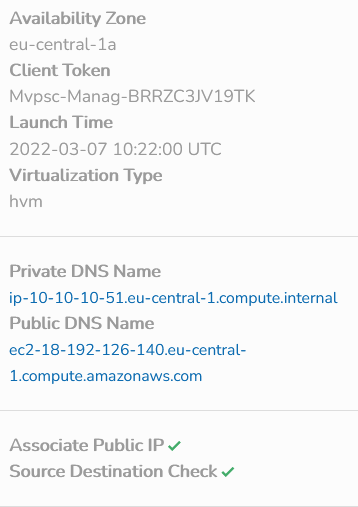 Availability Zone
eu-central-1a
Client Token
Mvpsc-Manag-BRRZC3JV19TK
Launch Time
2022-03-07 10:22:00 UTC
Virtualization Type
hvm
Private DNS Name
ip-10-10-10-51.eu-central-1.compute.internal
Public DNS Name
ec2-18-192-126-140.eu-central-
1.compute.amazonaws.com
Associate Public IP
Source Destination Check